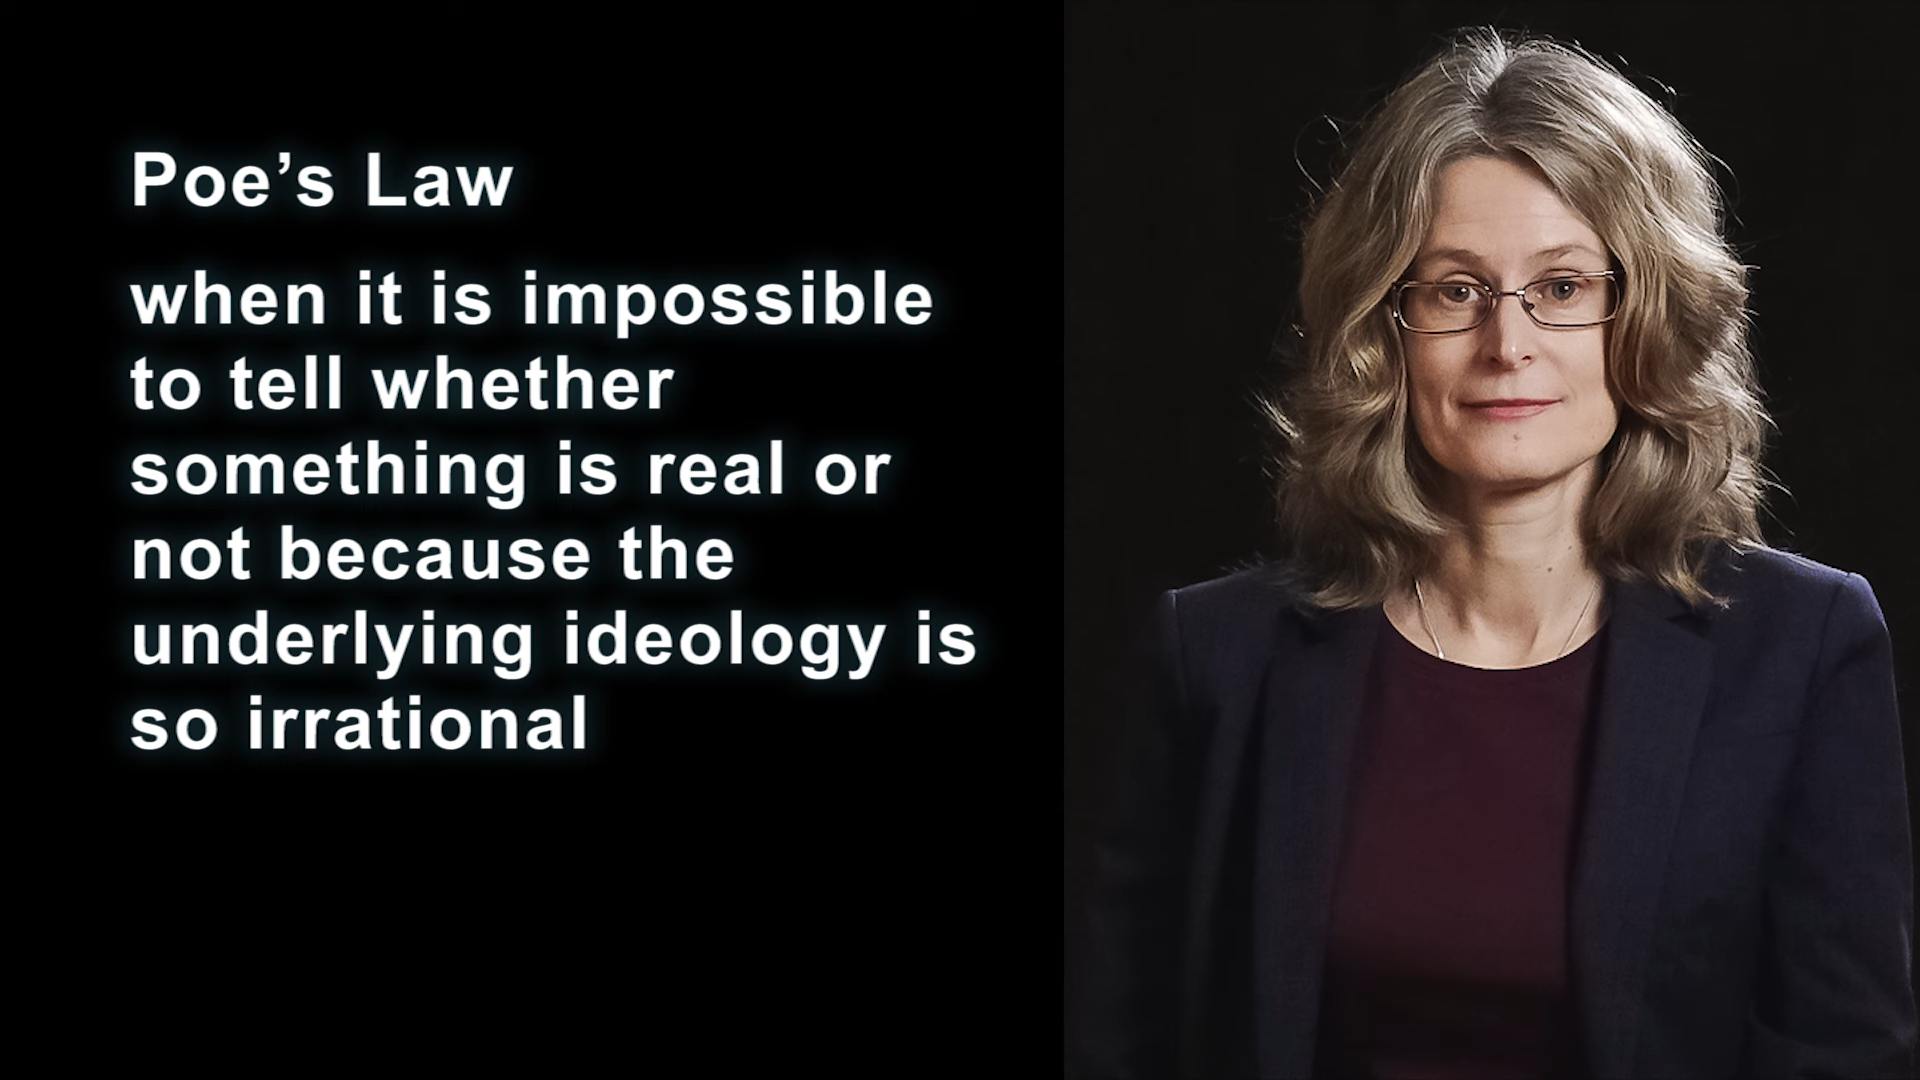 Poe’s Law
when it is impossible
to tell whether
something is real or
not because the
underlying ideology is
so irrational